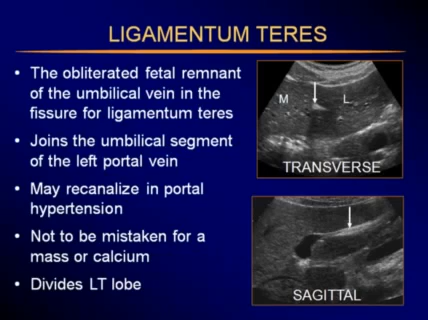 LIGAMENTUM TERES
• The obliterated fetal remnant
of the umbilical vein in the
fissure for ligamentum teres
• Joins the umbilical segment
of the left portal vein
• May recanalize in portal
hypertension
• Not to be mistaken for a
mass or calcium
• Divides LT lobe
M L
TRANSVERSE
SAGITTAL